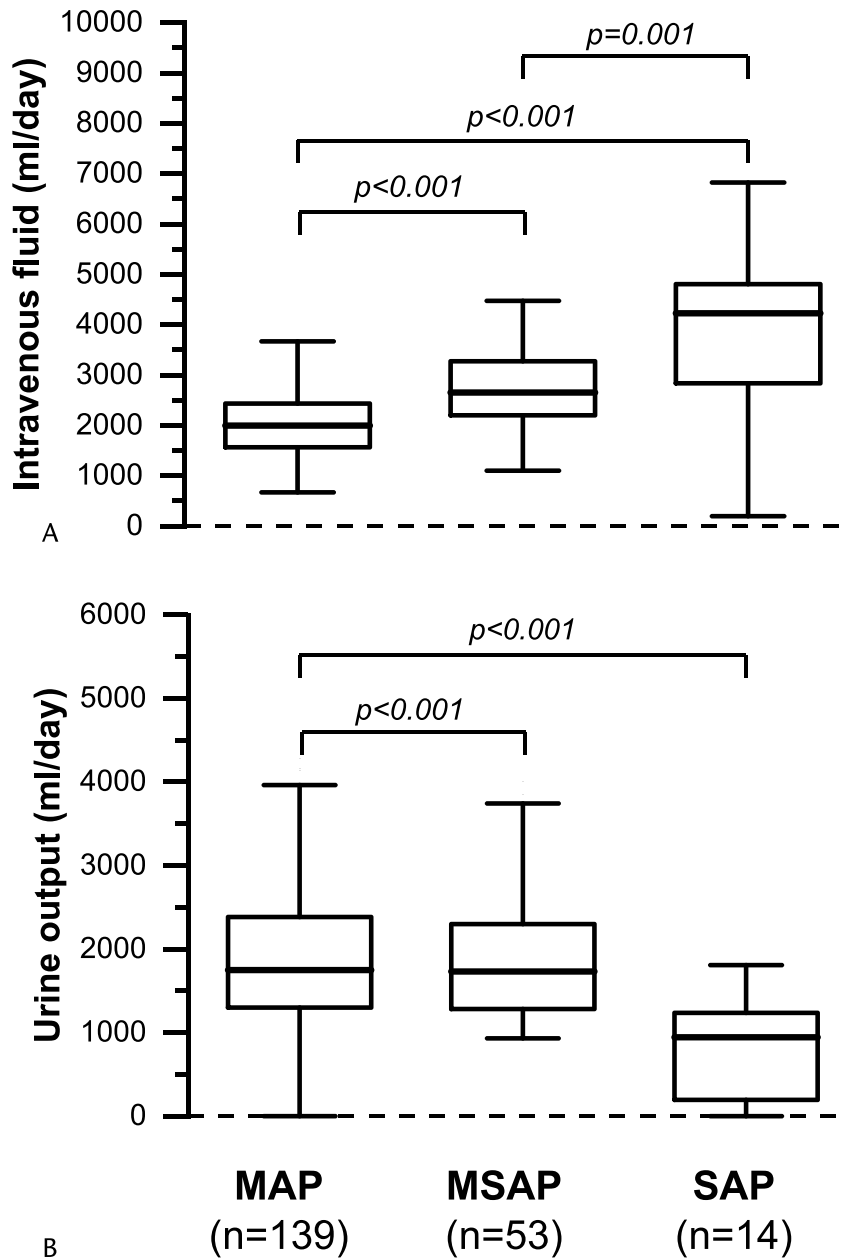 Intravenous fluid (ml/day)
10000
9000
8000
7000
6000
5000
4000
3000
2000
1000
0
p=0.001
p<0.001
p<0.001
A
Urine output (ml/day)
6000
5000
4000
3000
2000
1000
0
p<0.001
p<0.001
MAP MSAP SAP
(n=139) (n=53) (n=14)
B